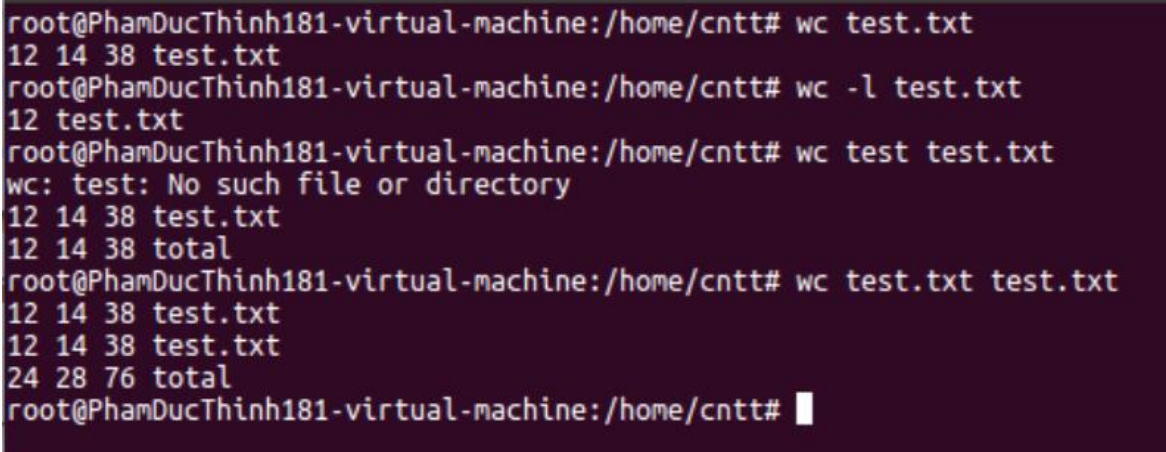 root@PhamDucThinh181-virtual-machine:/home/cntt# wc test.txt
12 14 38 test.txt
root@PhamDucThinh181-virtual-machine:/home/cntt# wc -l test.txt
12 test.txt
root@PhamDucThinh181-virtual-machine:/home/cntt# wc test test.txt
wc: test: No such file or directory
12 14 38 test.txt
12 14 38 total
root@PhamDucThinh181-virtual-machine:/home/cntt# wc test.txt test.txt
12 14 38 test.txt
12 14 38 test.txt
24 28 76 total
root@PhamDucThinh181-virtual-machine:/home/cntt#